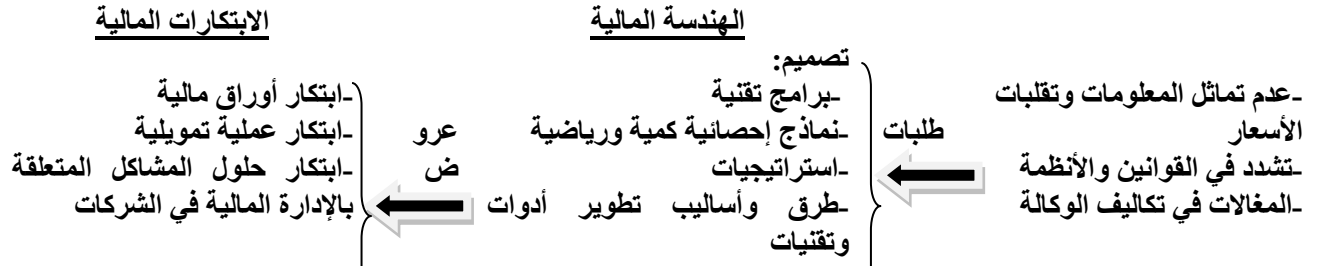 الهندسة المالية
الابتكارات المالية
-عدم تماثل المعلومات وتقلبات
الأسعار
-تشدد في القوانين والأنظمة
-المغالات في تكاليف الوكالة
طلبات
تصميم:
-برامج تقنية
-نماذج إحصائية كمية ورياضية
-استراتيجيات
-طرق وأساليب تطوير أدوات
وتقنيات
عرو
ض
-ابتكار أوراق مالية
-ابتكار عملية تمويلية
-ابتكار حلول المشاكل المتعلقة
بالإدارة المالية في الشركات